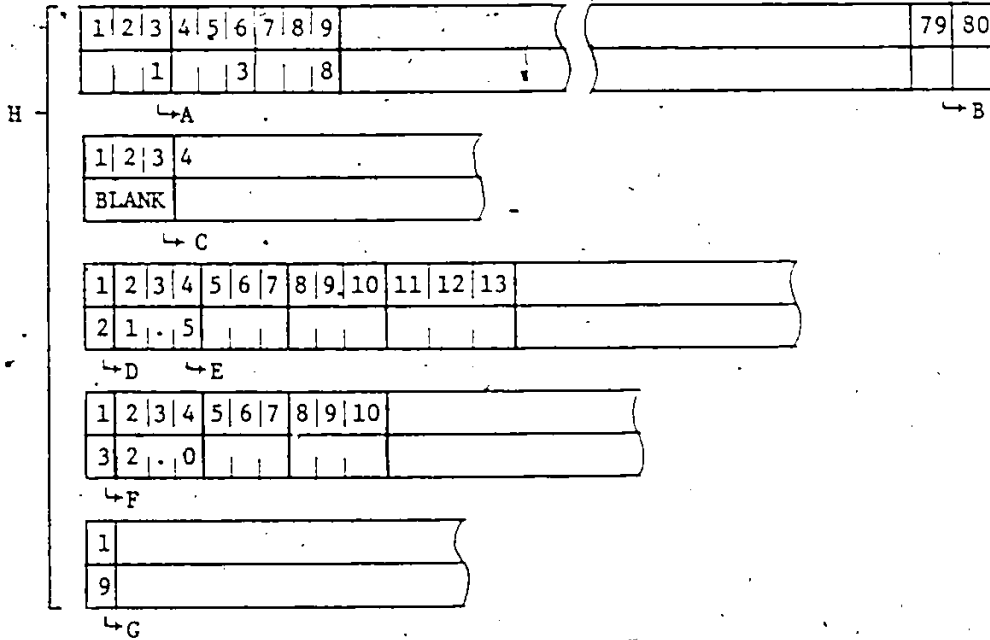 1 2 3 4 5 6 7 8 9 79 80
1 3 8
H
A B
1 2 3 4
BLANK
C
1 2 3 4 5 6 7 8 9 10 11 12 13
2 1 . 5
D E
1 2 3 4 5 6 7 8 9 10
3 2 . 0
F
1
9
G